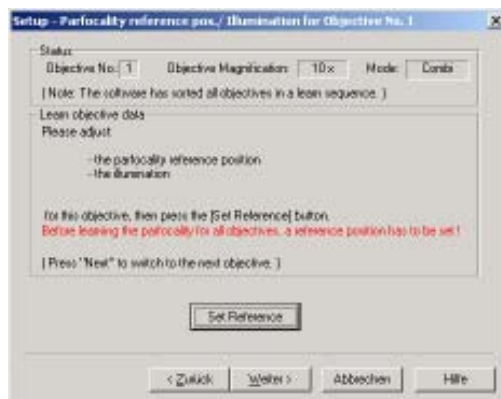 Setup - Parfocality reference pos./ Illumination for Objective No. 1
Status
Objective No: 1 Objective Magnification: 10 x Mode: Combi
( Note: The software has sorted all objectives in a learn sequence. )
Learn objective data
Please adjust
- the parfocality reference position
- the illumination
for this objective, then press the [Set Reference] button.
Before learning the parfocality for all objectives, a reference position has to be set !
( Press "Next" to switch to the next objective. )
Set Reference
< Zurück Weiter > Abbrechen Hilfe